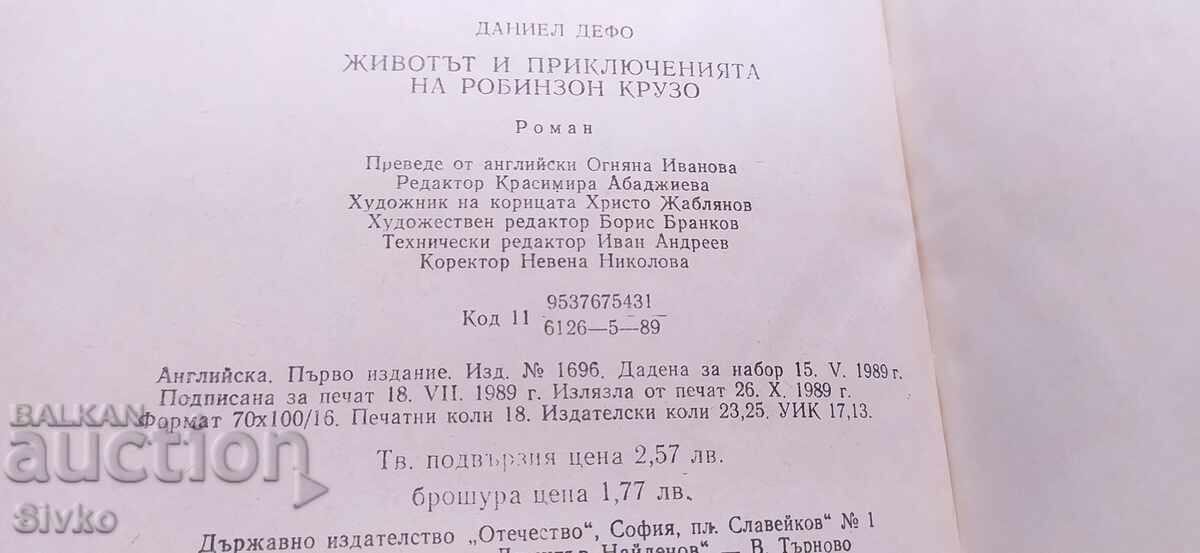 ДАНИЕЛ ДЕФО
ЖИВОТЪТ И ПРИКЛЮЧЕНИЯТА
НА РОБИНЗОН КРУЗО
Роман
Преведе от английски Огняна Иванова
Редактор Красимира Абаджиева
Художник на корицата Христо Жаблянов
Художествен редактор Борис Бранков
Технически редактор Иван Андреев
Коректор Невена Николова
Код 11 9537675431
6126—5—89
Английска. Първо издание. Изд. № 1696. Дадена за набор 15. V. 1989 г.
Подписана за печат 18. VII. 1989 г. Излязла от печат 26. X. 1989 г.
Формат 70x100/16. Печатни коли 18. Издателски коли 23,25. УИК 17,13.
Тв. подвързия цена 2,57 лв.
брошура цена 1,77 лв.
Държавно издателство „Отечество“, София, пл. Славейков“ № 1
Найденов“ — В. Търново
BALKAN
auction
Sivko